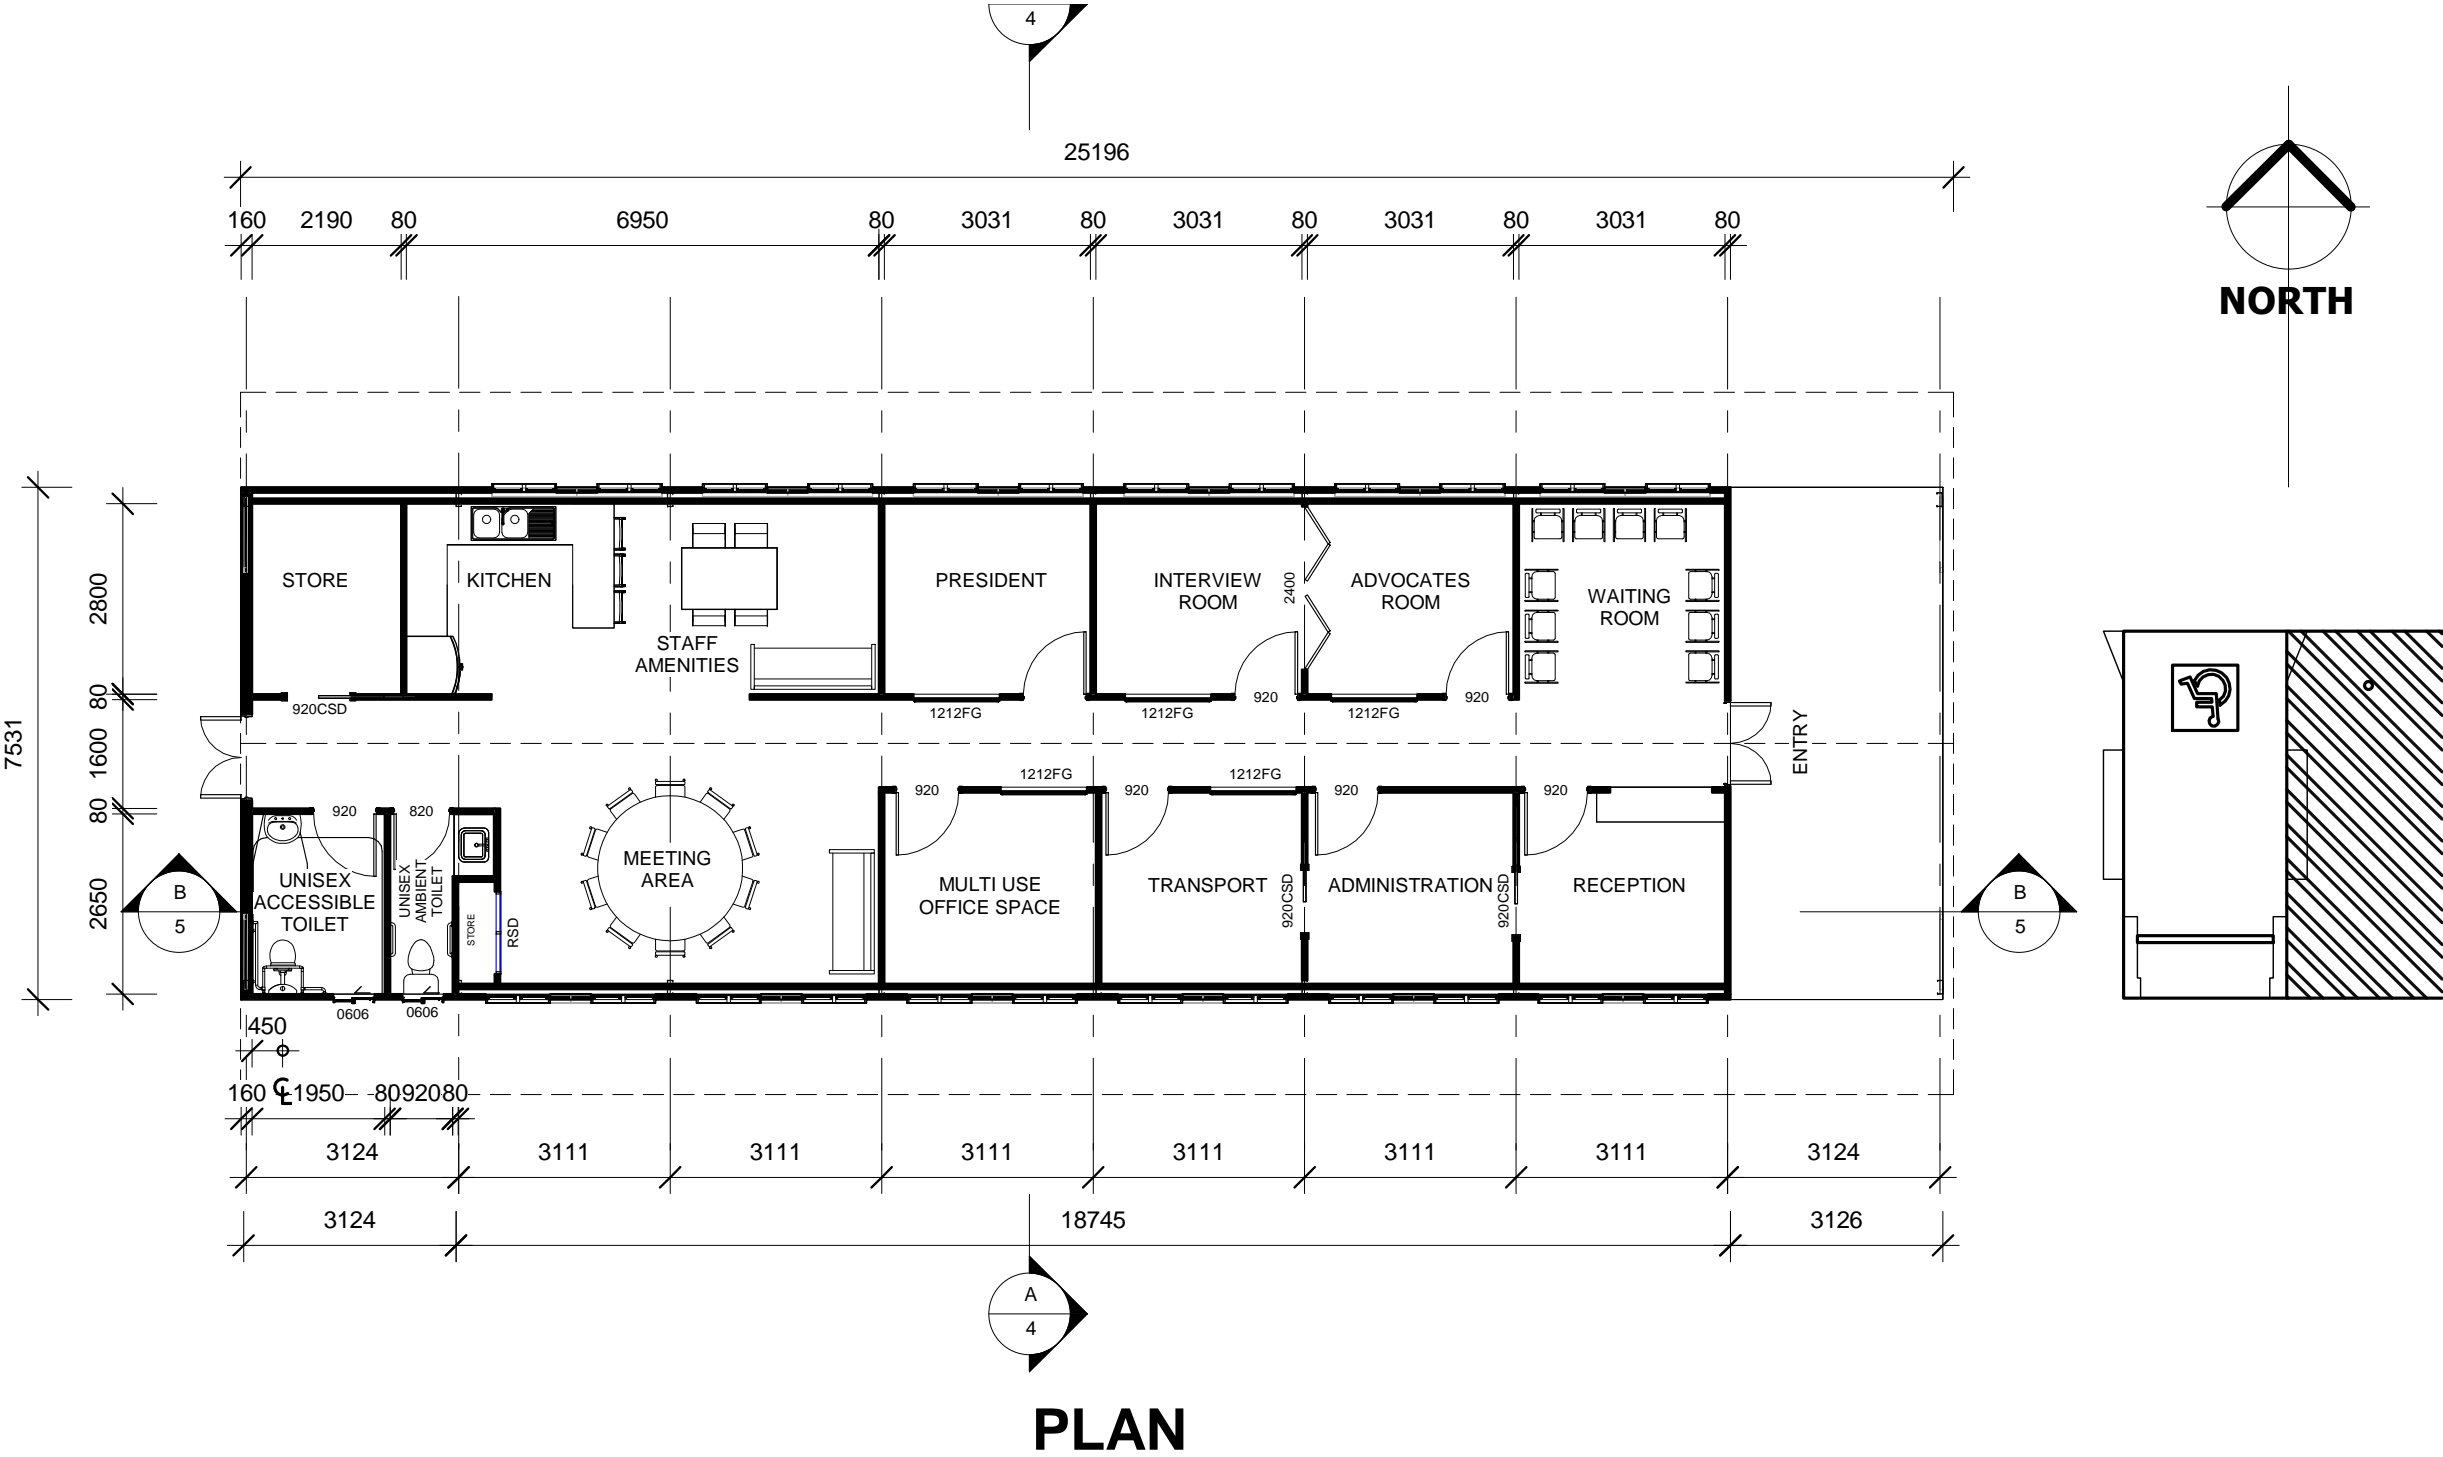 4
25196
160 2190 80 6950 80 3031 80 3031 80 3031 80 3031 80
NORTH
7531
2800
80
1600
80
2650
STORE
KITCHEN
STAFF
AMENITIES
PRESIDENT
INTERVIEW
ROOM
2400
ADVOCATES
ROOM
WAITING
ROOM
920CSD
1212FG
1212FG
920
1212FG
920
ENTRY
920
820
920
1212FG
920
1212FG
920
920
UNISEX
ACCESSIBLE
TOILET
UNISEX
AMBIENT
TOILET
STORE
RSD
MEETING
AREA
MULTI USE
OFFICE SPACE
TRANSPORT
920CSD
ADMINISTRATION
920CSD
RECEPTION
B
5
B
5
0606
0606
450
160 ℄ 1950 80 920 80
3124 3111 3111 3111 3111 3111 3111 3124
3124 18745 3126
A
4
PLAN